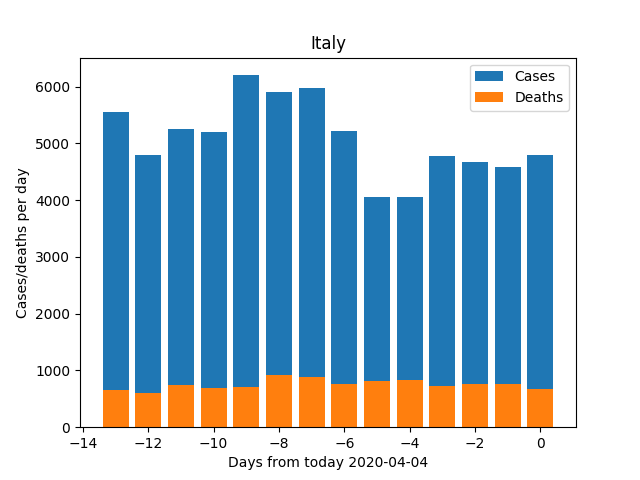 Italy
Cases
Deaths
Cases/deaths per day
6000
5000
4000
3000
2000
1000
0
−14 −12 −10 −8 −6 −4 −2 0
Days from today 2020-04-04